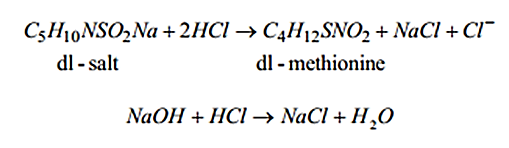 C₅H₁₀NSO₂Na + 2HCl → C₄H₁₂SNO₂ + NaCl + Cl⁻
dl - salt dl - methionine
NaOH + HCl → NaCl + H₂O